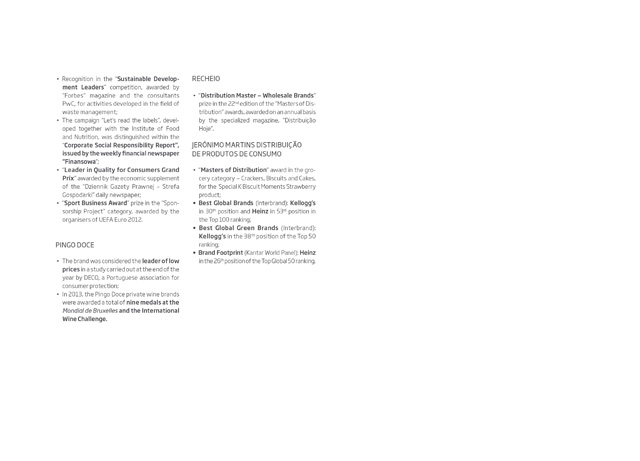 • Recognition in the "Sustainable Develop-
ment Leaders" competition, awarded by
"Forbes" magazine and the consultants
PwC, for activities developed in the field of
waste management;
• The campaign "Let's read the labels", devel-
oped together with the Institute of Food
and Nutrition, was distinguished within the
"Corporate Social Responsibility Report",
issued by the weekly financial newspaper
"Finansowa";
• "Leader in Quality for Consumers Grand
Prix" awarded by the economic supplement
of the "Dziennik Gazety Prawnej – Strefa
Gospodarki" daily newspaper;
• "Sport Business Award" prize in the "Spon-
sorship Project" category, awarded by the
organisers of UEFA Euro 2012.
PINGO DOCE
• The brand was considered the leader of low
prices in a study carried out at the end of the
year by DECO, a Portuguese association for
consumer protection;
• In 2013, the Pingo Doce private wine brands
were awarded a total of nine medals at the
Mondial de Bruxelles and the International
Wine Challenge.
RECHEIO
• "Distribution Master – Wholesale Brands"
prize in the 22nd edition of the "Masters of Dis-
tribution" awards, awarded on an annual basis
by the specialized magazine, "Distribuição
Hoje".
JERÓNIMO MARTINS DISTRIBUIÇÃO
DE PRODUTOS DE CONSUMO
• "Masters of Distribution" award in the gro-
cery category – Crackers, Biscuits and Cakes,
for the Special K Biscuit Moments Strawberry
product;
• Best Global Brands (Interbrand): Kellogg's
in 30th position and Heinz in 53rd position in
the Top 100 ranking;
• Best Global Green Brands (Interbrand):
Kellogg's in the 38th position of the Top 50
ranking.
• Brand Footprint (Kantar World Panel): Heinz
in the 26th position of the Top Global 50 ranking.